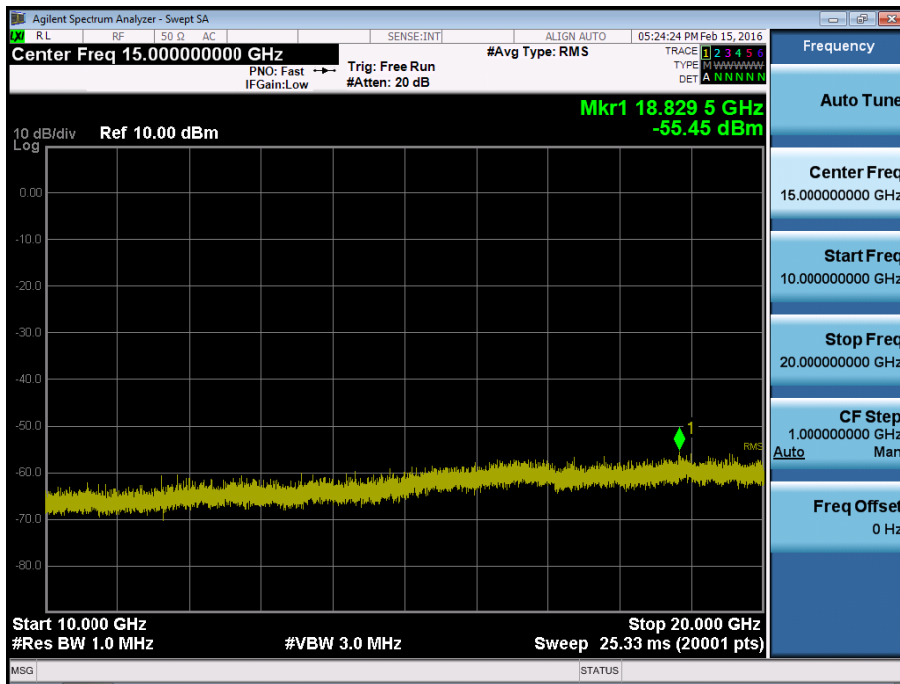 Agilent Spectrum Analyzer - Swept SA
LXI RL RF 50 Ω AC SENSE:INT ALIGN AUTO 05:24:24 PM Feb 15, 2016
Center Freq 15.000000000 GHz
PNO: Fast
IFGain:Low
Trig: Free Run
#Atten: 20 dB
#Avg Type: RMS
TRACE 1 2 3 4 5 6
TYPE M WWWWW
DET A N N N N N
Frequency
Auto Tune
Mkr1 18.829 5 GHz
-55.45 dBm
10 dB/div Ref 10.00 dBm
Log
0.00
-10.0
-20.0
-30.0
-40.0
-50.0
-60.0
-70.0
-80.0
1
RMS
Center Freq
15.000000000 GHz
Start Freq
10.000000000 GHz
Stop Freq
20.000000000 GHz
CF Step
1.000000000 GHz
Auto Man
Freq Offset
0 Hz
Start 10.000 GHz Stop 20.000 GHz
#Res BW 1.0 MHz #VBW 3.0 MHz Sweep 25.33 ms (20001 pts)
MSG STATUS